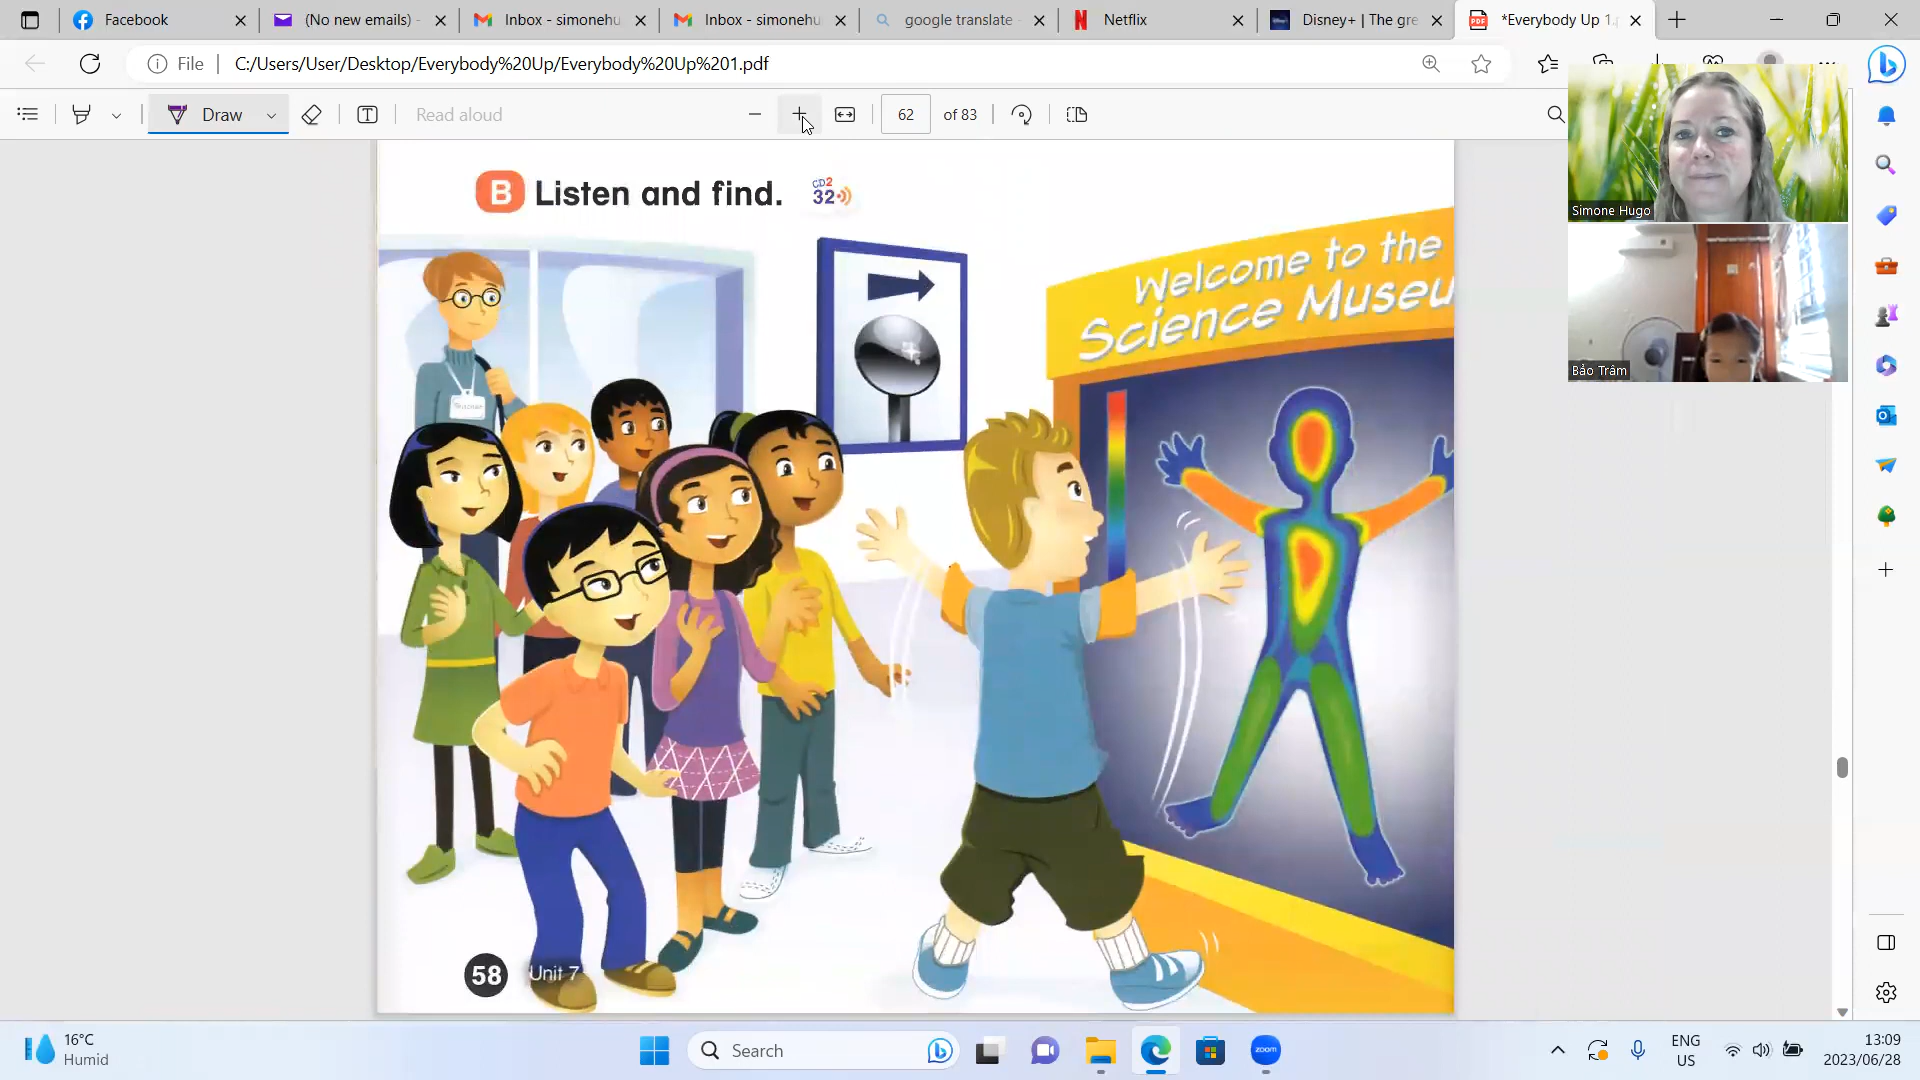 Facebook
(No new emails) -
Inbox - simonehu
Inbox - simonehu
google translate -
Netflix
Disney+ | The gre
*Everybody Up 1.p
File
C:/Users/User/Desktop/Everybody%20Up/Everybody%20Up%201.pdf
Draw
Read aloud
62
of 83
B Listen and find.
CD2
32
Welcome to the
Science Museu
Simone Hugo
Bảo Trâm
58 Unit 7
16°C
Humid
Search
zoom
ENG
US
13:09
2023/06/28